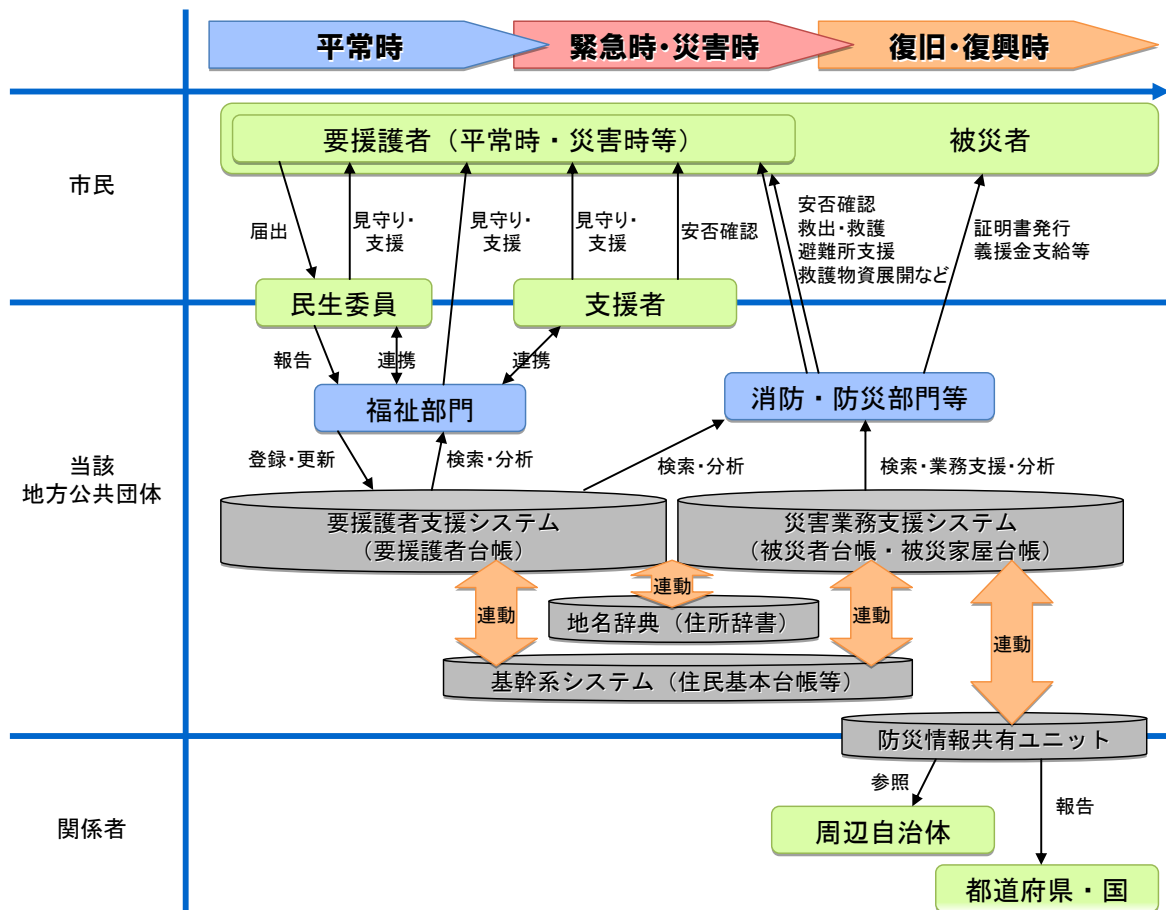 平常時
緊急時・災害時
復旧・復興時
市民
要援護者（平常時・災害時等）
被災者
届出
見守り・
支援
見守り・
支援
見守り・
支援
安否確認
安否確認
救出・救護
避難所支援
救護物資展開など
証明書発行
義援金支給等
民生委員
支援者
当該
地方公共団体
報告
連携
連携
福祉部門
消防・防災部門等
登録・更新
検索・分析
検索・分析
検索・業務支援・分析
要援護者支援システム
（要援護者台帳）
災害業務支援システム
（被災者台帳・被災家屋台帳）
連動
連動
連動
連動
地名辞典（住所辞書）
基幹系システム（住民基本台帳等）
防災情報共有ユニット
関係者
参照
報告
周辺自治体
都道府県・国